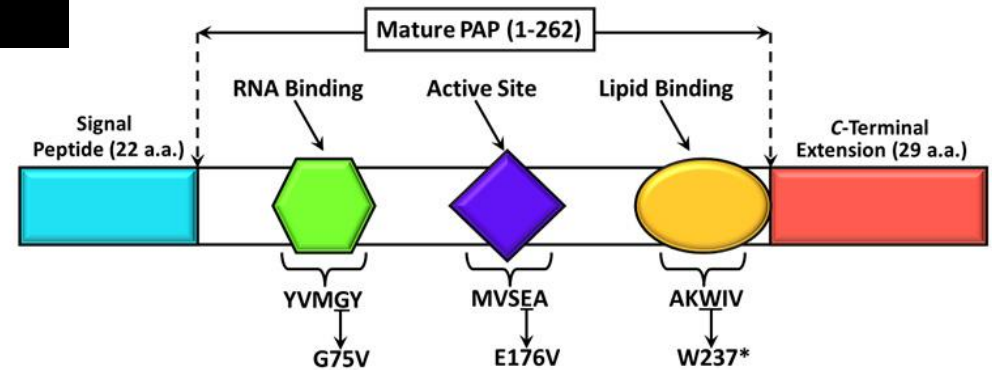 Mature PAP (1-262)
RNA Binding
Active Site
Lipid Binding
Signal
Peptide (22 a.a.)
C-Terminal
Extension (29 a.a.)
YVMGY
MVSEA
AKWIV
G75V
E176V
W237*